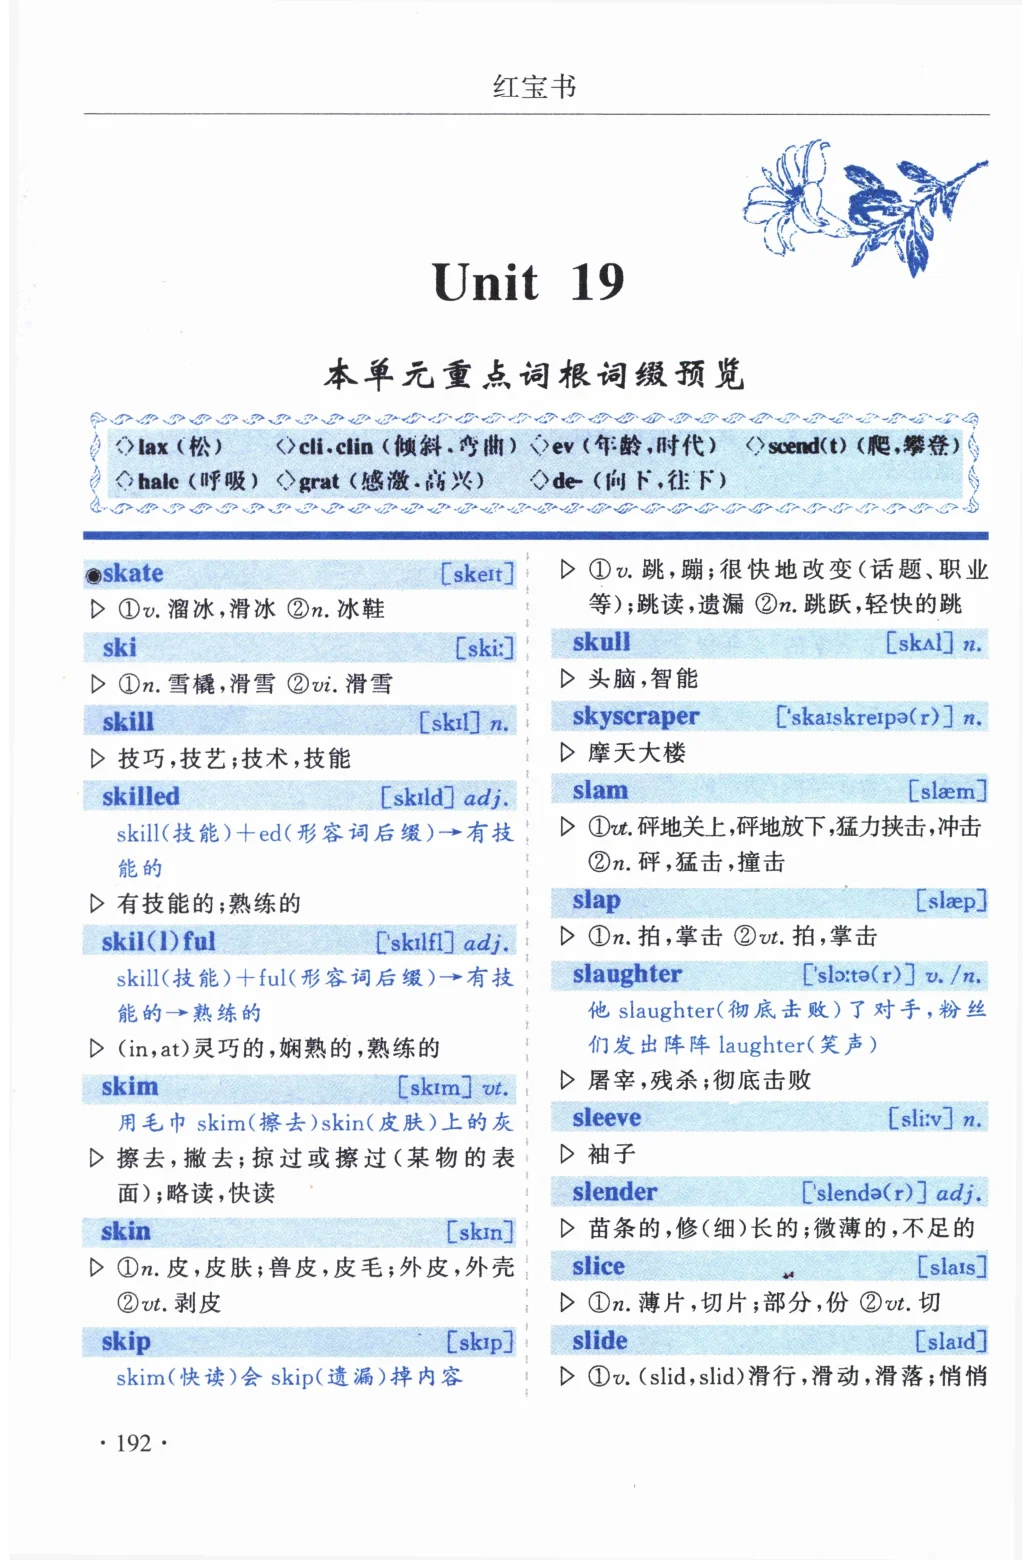 红宝书
Unit 19
本单元重点词根词缀预览
◇lax(松) ◇cli.clin(倾斜.弯曲) ◇ev(年龄,时代) ◇scend(t)(爬,攀登)
◇hale(呼吸) ◇grat(感激.高兴) ◇de-(向下,往下)
◉skate [skeɪt]
▷ ①v. 溜冰,滑冰 ②n. 冰鞋
ski [skiː]
▷ ①n. 雪橇,滑雪 ②vi. 滑雪
skill [skɪl] n.
▷ 技巧,技艺;技术,技能
skilled [skɪld] adj.
skill(技能)+ed(形容词后缀)→有技
能的
▷ 有技能的;熟练的
skil(l)ful [ˈskɪlfl] adj.
skill(技能)+ful(形容词后缀)→有技
能的→熟练的
▷ (in,at)灵巧的,娴熟的,熟练的
skim [skɪm] vt.
用毛巾 skim(擦去)skin(皮肤)上的灰
▷ 擦去,撇去;掠过或擦过(某物的表
面);略读,快读
skin [skɪn]
▷ ①n. 皮,皮肤;兽皮,皮毛;外皮,外壳
②vt. 剥皮
skip [skɪp]
skim(快读)会 skip(遗漏)掉内容
▷ ①v. 跳,蹦;很快地改变(话题、职业
等);跳读,遗漏 ②n. 跳跃,轻快的跳
skull [skʌl] n.
▷ 头脑,智能
skyscraper [ˈskaɪskreɪpə(r)] n.
▷ 摩天大楼
slam [slæm]
▷ ①vt. 砰地关上,砰地放下,猛力挟击,冲击
②n. 砰,猛击,撞击
slap [slæp]
▷ ①n. 拍,掌击 ②vt. 拍,掌击
slaughter [ˈslɔːtə(r)] v./n.
他 slaughter(彻底击败)了对手,粉丝
们发出阵阵 laughter(笑声)
▷ 屠宰,残杀;彻底击败
sleeve [sliːv] n.
▷ 袖子
slender [ˈslendə(r)] adj.
▷ 苗条的,修(细)长的;微薄的,不足的
slice [slaɪs]
▷ ①n. 薄片,切片;部分,份 ②vt. 切
slide [slaɪd]
▷ ①v. (slid,slid)滑行,滑动,滑落;悄悄
· 192 ·